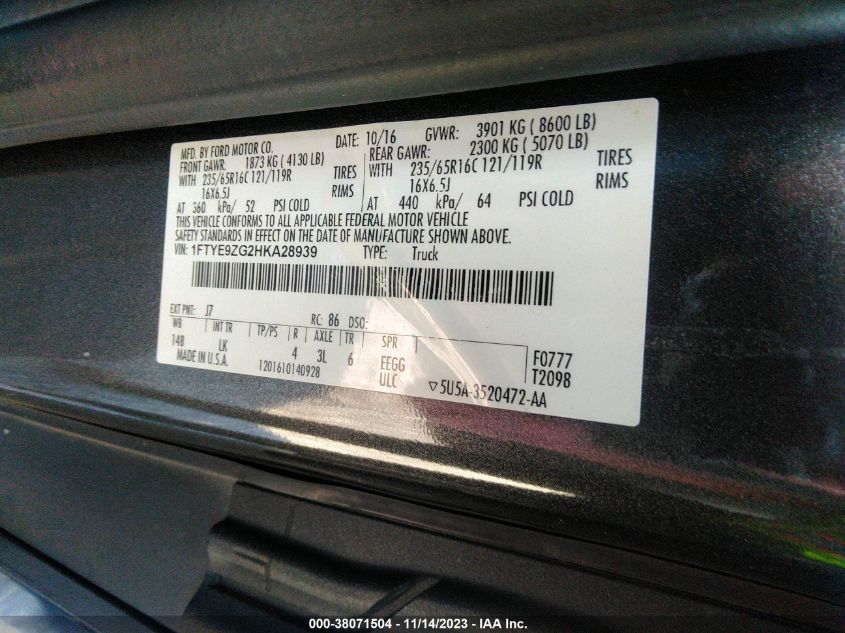 MFD. BY FORD MOTOR CO. DATE: 10/16 GVWR: 3901 KG ( 8600 LB)
FRONT GAWR: 1873 KG ( 4130 LB) REAR GAWR: 2300 KG ( 5070 LB)
WITH 235/65R16C 121/119R TIRES WITH 235/65R16C 121/119R TIRES
16X6.5J RIMS 16X6.5J RIMS
AT 360 kPa/ 52 PSI COLD AT 440 kPa/ 64 PSI COLD
THIS VEHICLE CONFORMS TO ALL APPLICABLE FEDERAL MOTOR VEHICLE
SAFETY STANDARDS IN EFFECT ON THE DATE OF MANUFACTURE SHOWN ABOVE.
VIN: 1FTYE9ZG2HKA28939 TYPE: Truck
EXT PNT: J7 RC: 86 DSO:
WB INT TR TP/PS R AXLE TR SPR
148 LK 4 3L 6 EEGG F0777
MADE IN U.S.A. 1201610140928 ULC T2098
▽5U5A-3520472-AA
000-38071504 - 11/14/2023 - IAA Inc.